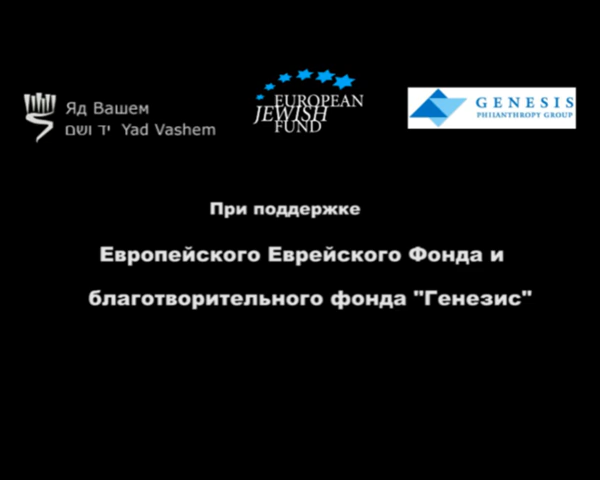 Яд Вашем
יד ושם Yad Vashem
EUROPEAN
JEWISH
FUND
GENESIS
PHILANTHROPY GROUP
При поддержке
Европейского Еврейского Фонда и
благотворительного фонда "Генезис"